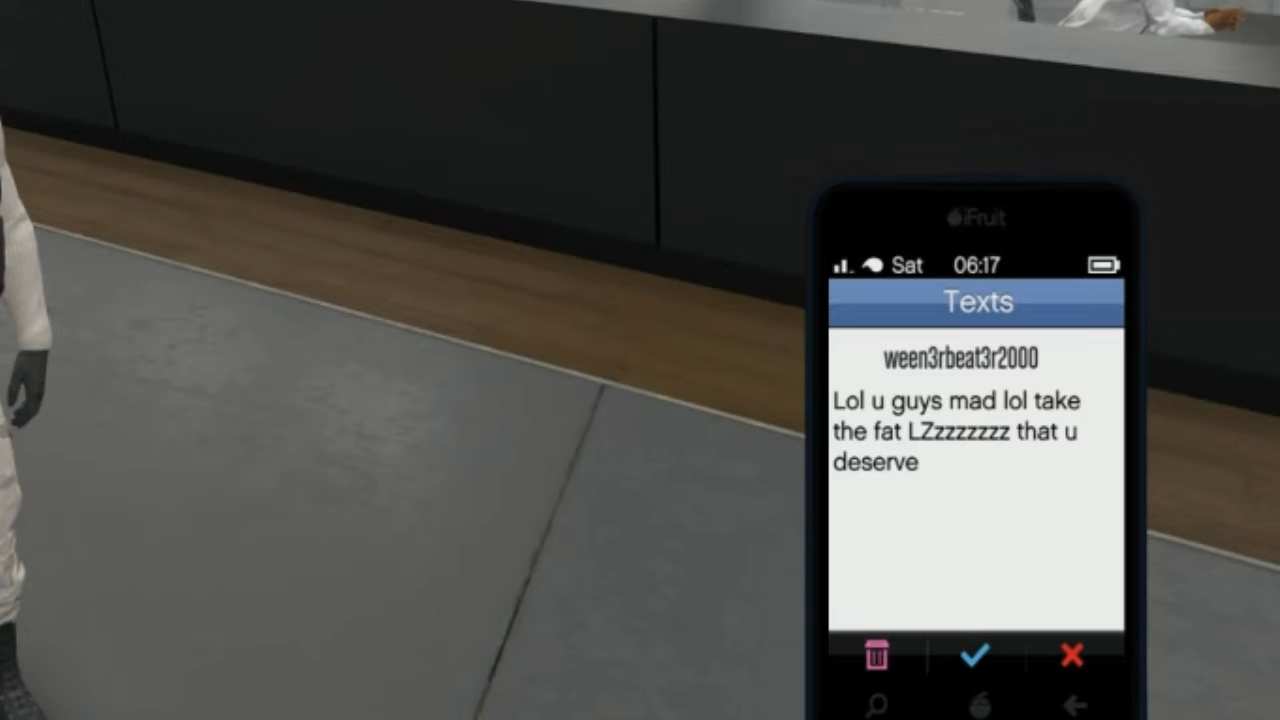 iFruit
Sat 06:17
Texts
ween3rbeat3r2000
Lol u guys mad lol take
the fat LZzzzzzzz that u
deserve